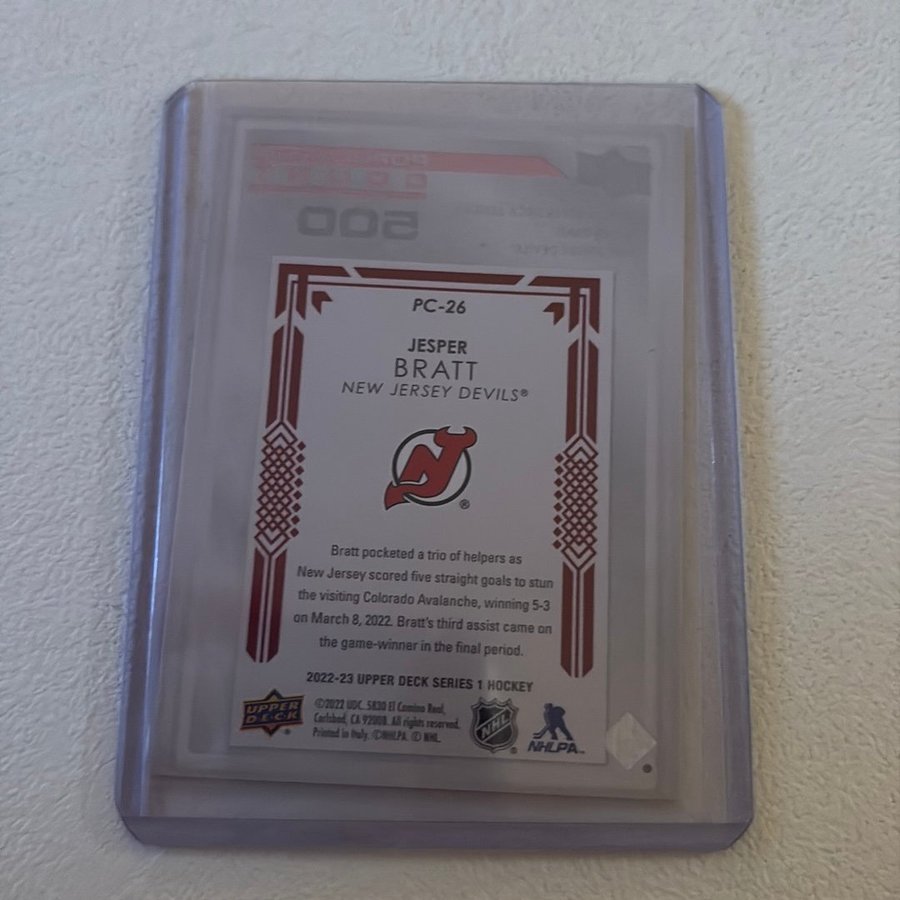 500
PC-26
JESPER
BRATT
NEW JERSEY DEVILS®
Bratt pocketed a trio of helpers as
New Jersey scored five straight goals to stun
the visiting Colorado Avalanche, winning 5-3
on March 8, 2022. Bratt's third assist came on
the game-winner in the final period.
2022-23 UPPER DECK SERIES 1 HOCKEY
UPPER
DECK
©2022 UDC. 5830 El Camino Real,
Carlsbad, CA 92008. All rights reserved.
Printed in Italy. ©NHLPA. © NHL.
NHL
NHLPA